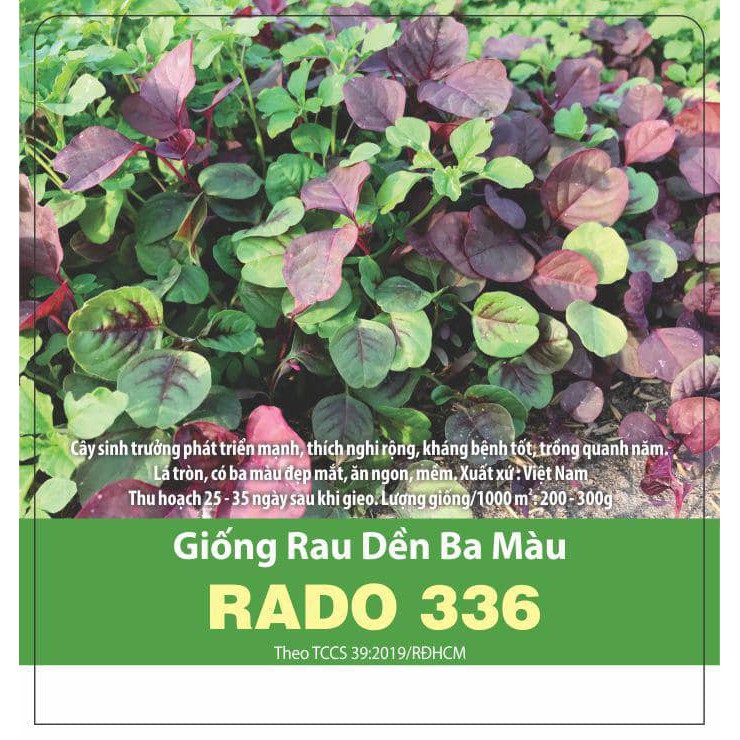 Cây sinh trưởng phát triển mạnh, thích nghi rộng, kháng bệnh tốt, trồng quanh năm.
Lá tròn, có ba màu đẹp mắt, ăn ngon, mềm. Xuất xứ : Việt Nam
Thu hoạch 25 - 35 ngày sau khi gieo. Lượng giống/1000 m²: 200 - 300g
Giống Rau Dền Ba Màu
RADO 336
Theo TCCS 39:2019/RĐHCM